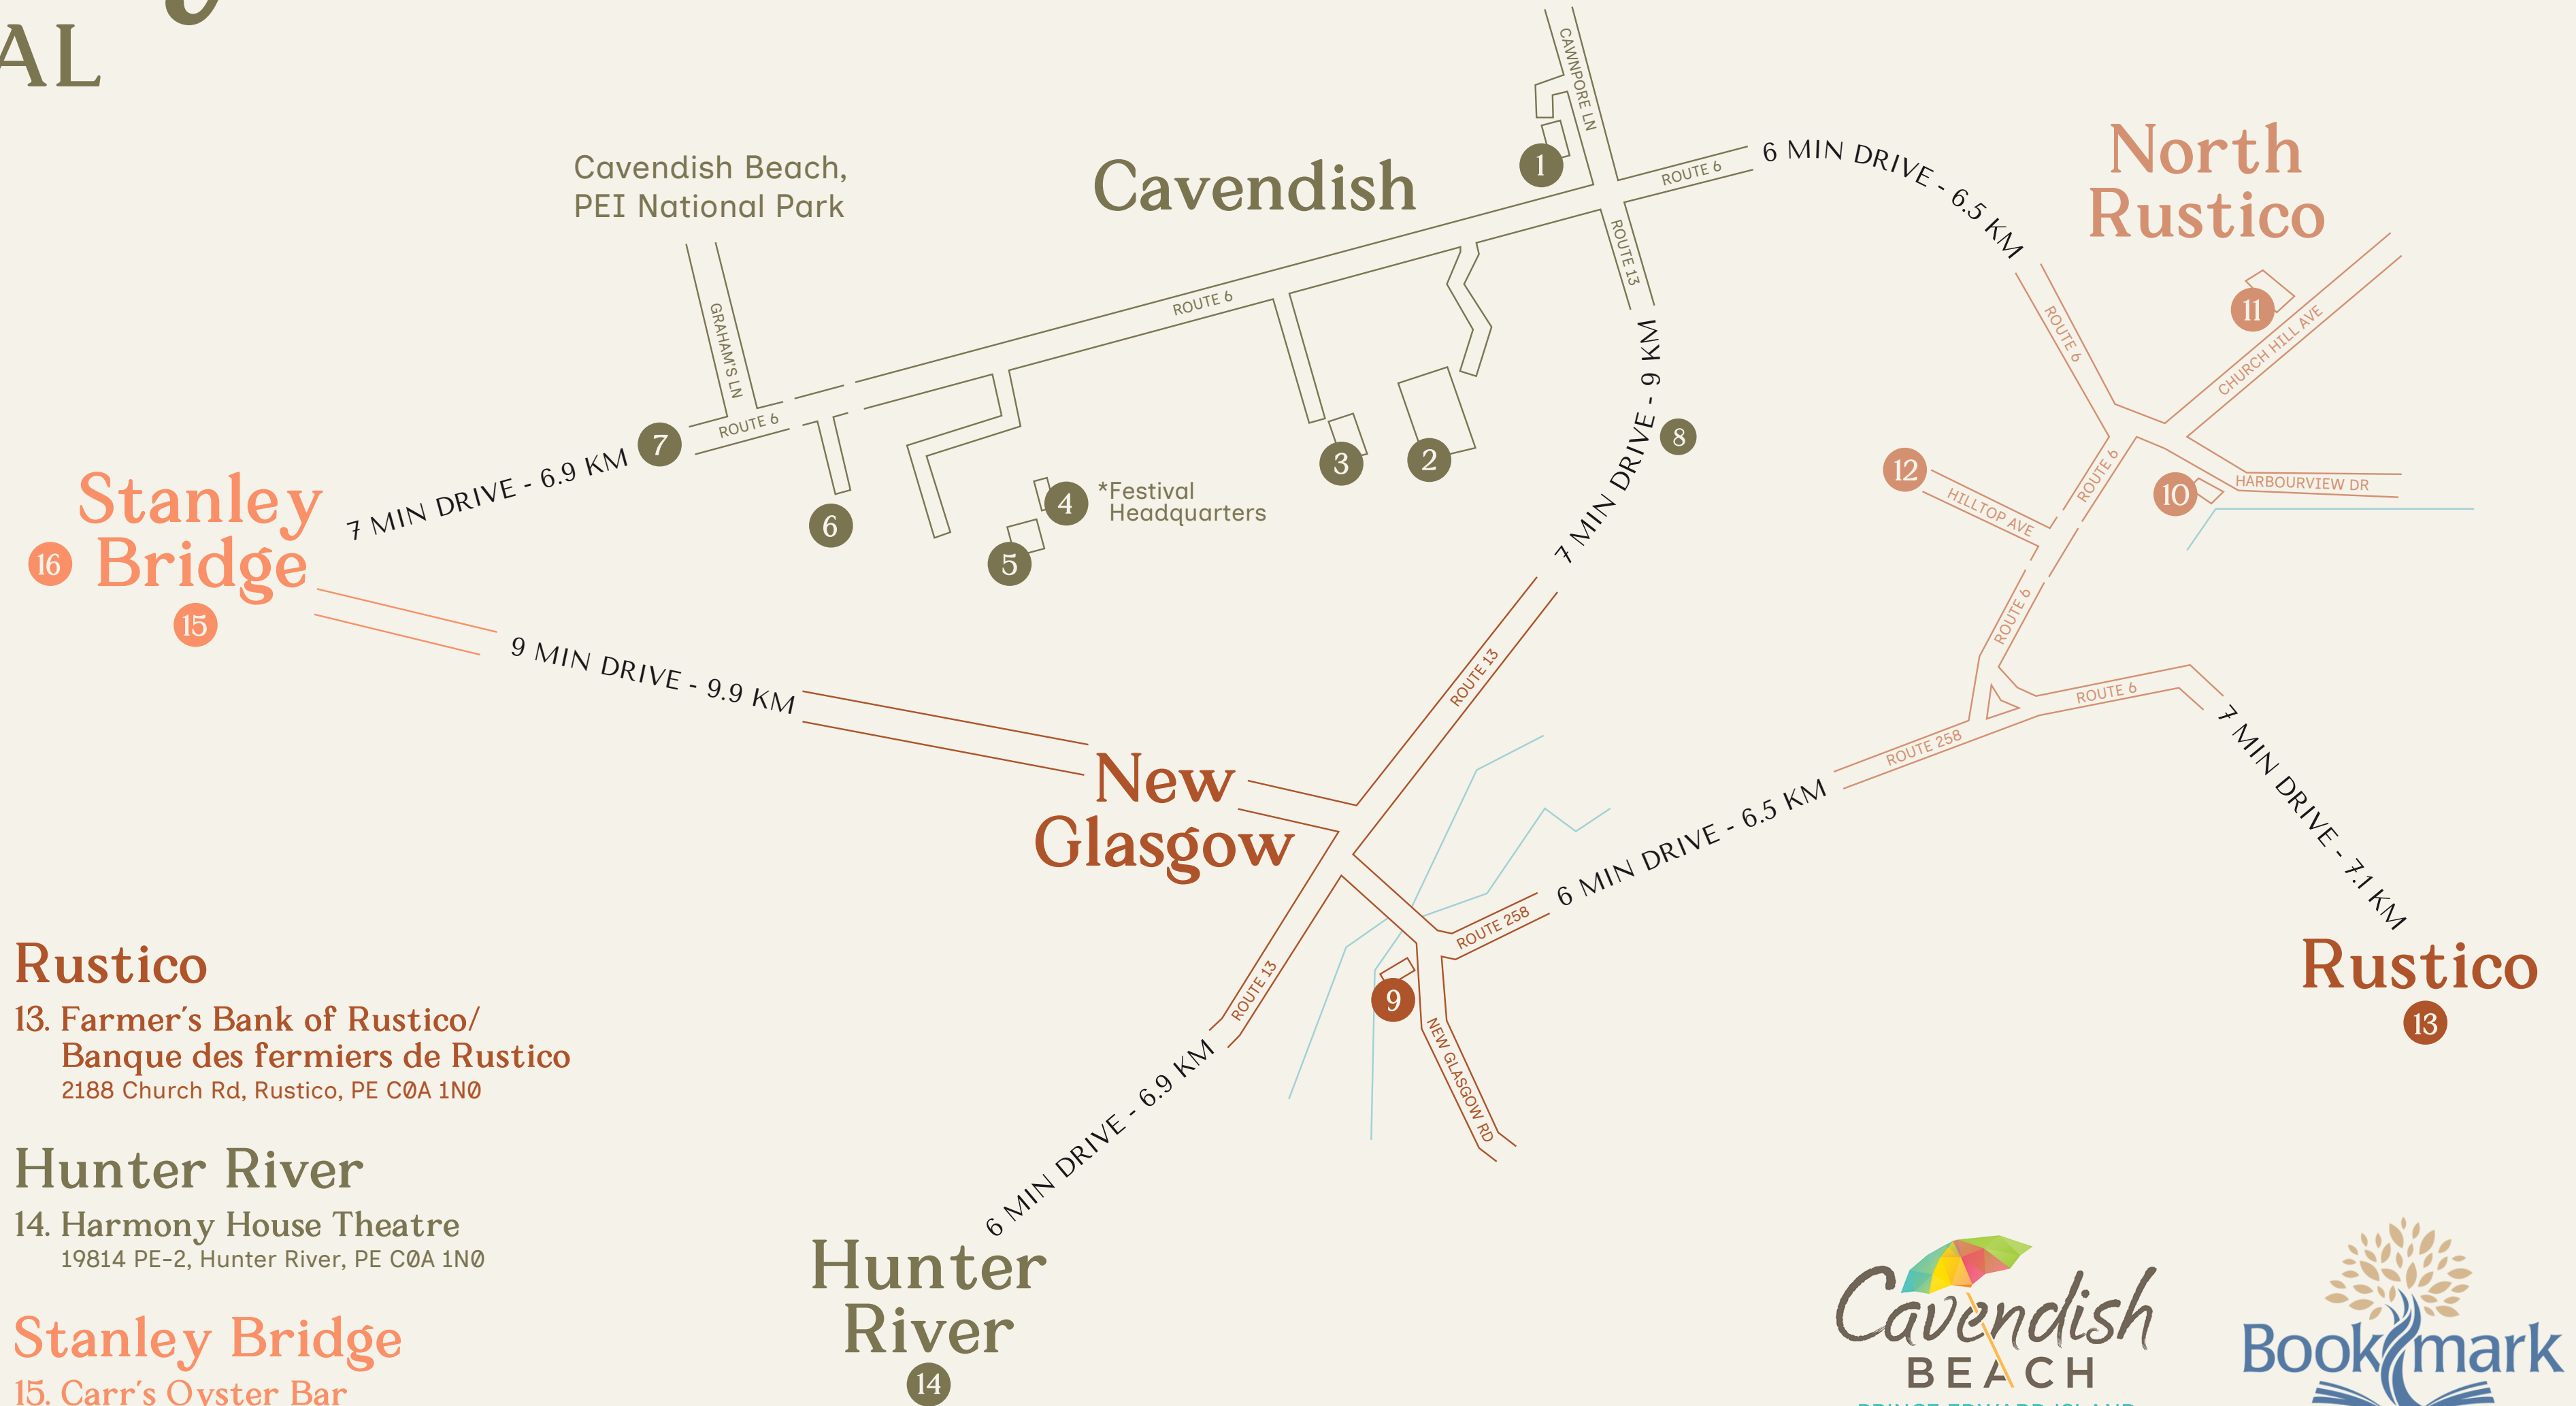 AL
Cavendish Beach,
PEI National Park
Cavendish
CAWNPORE LN
1
ROUTE 6
6 MIN DRIVE - 6.5 KM
North
Rustico
11
CHURCH HILL AVE
ROUTE 6
ROUTE 13
ROUTE 6
GRAHAM'S LN
ROUTE 6
7
7 MIN DRIVE - 6.9 KM
Stanley
Bridge
16
15
6
4
*Festival
Headquarters
5
3
2
8
7 MIN DRIVE - 9 KM
12
HILLTOP AVE
ROUTE 6
10
HARBOURVIEW DR
ROUTE 6
ROUTE 6
ROUTE 258
7 MIN DRIVE - 7.1 KM
9 MIN DRIVE - 9.9 KM
New
Glasgow
ROUTE 13
6 MIN DRIVE - 6.5 KM
ROUTE 258
ROUTE 13
9
NEW GLASGOW RD
6 MIN DRIVE - 6.9 KM
Rustico
13
Hunter
River
14
Rustico
13. Farmer's Bank of Rustico/
Banque des fermiers de Rustico
2188 Church Rd, Rustico, PE C0A 1N0
Hunter River
14. Harmony House Theatre
19814 PE-2, Hunter River, PE C0A 1N0
Stanley Bridge
15. Carr's Oyster Bar
Cavendish
BEACH
PRINCE EDWARD ISLAND
Bookmark